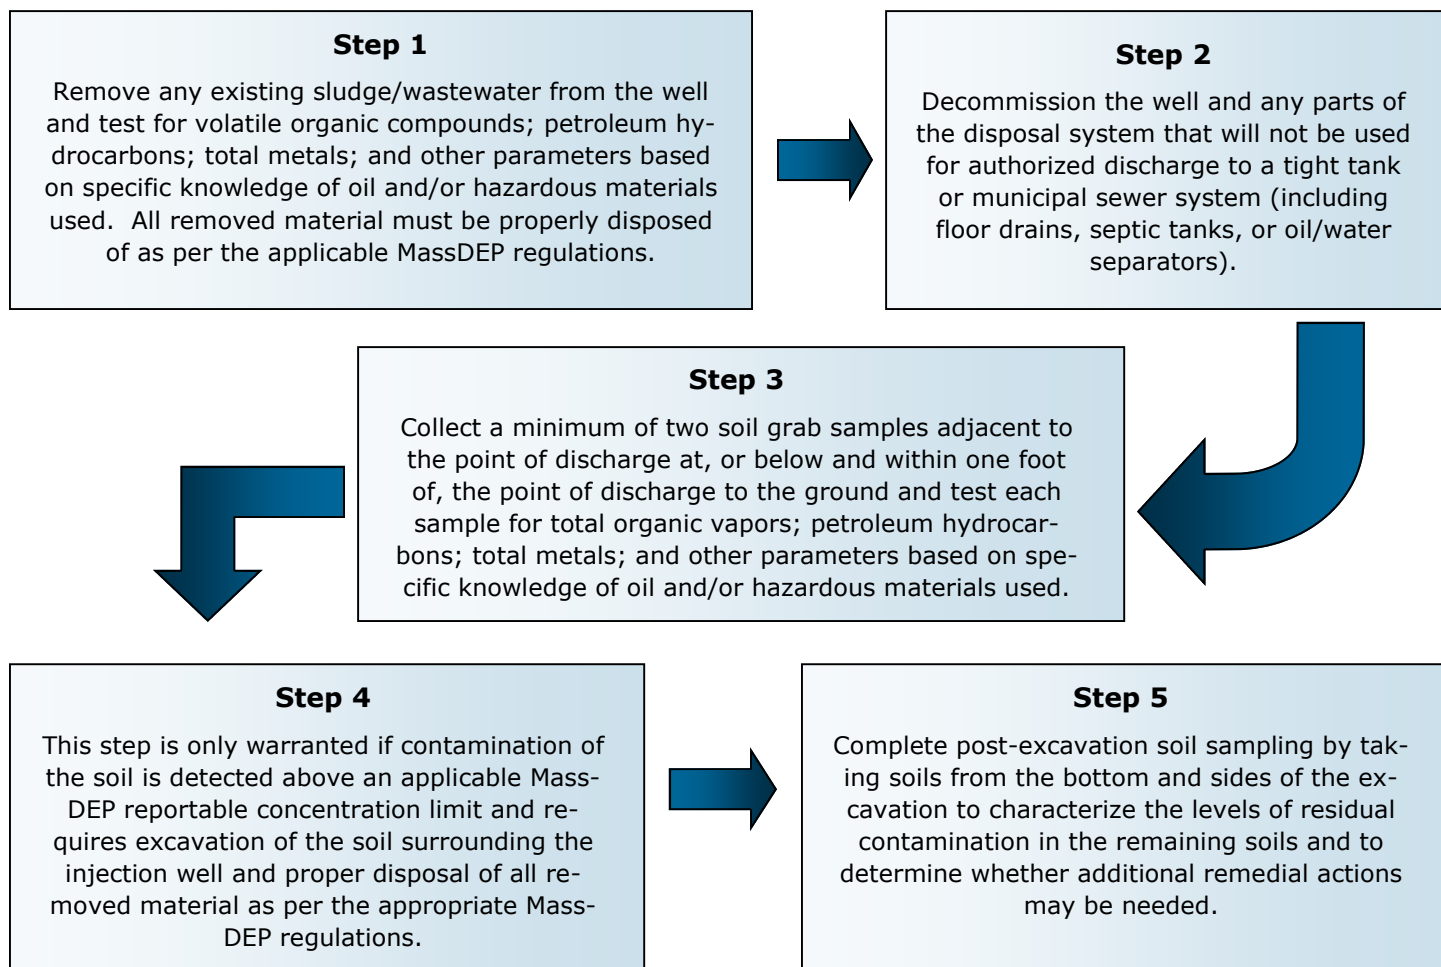 Step 1
Remove any existing sludge/wastewater from the well
and test for volatile organic compounds; petroleum hy-
drocarbons; total metals; and other parameters based
on specific knowledge of oil and/or hazardous materials
used.  All removed material must be properly disposed
of as per the applicable MassDEP regulations.
Step 2
Decommission the well and any parts of
the disposal system that will not be used
for authorized discharge to a tight tank
or municipal sewer system (including
floor drains, septic tanks, or oil/water
separators).
Step 3
Collect a minimum of two soil grab samples adjacent to
the point of discharge at, or below and within one foot
of, the point of discharge to the ground and test each
sample for total organic vapors; petroleum hydrocar-
bons; total metals; and other parameters based on spe-
cific knowledge of oil and/or hazardous materials used.
Step 4
This step is only warranted if contamination of
the soil is detected above an applicable Mass-
DEP reportable concentration limit and re-
quires excavation of the soil surrounding the
injection well and proper disposal of all re-
moved material as per the appropriate Mass-
DEP regulations.
Step 5
Complete post-excavation soil sampling by tak-
ing soils from the bottom and sides of the ex-
cavation to characterize the levels of residual
contamination in the remaining soils and to
determine whether additional remedial actions
may be needed.